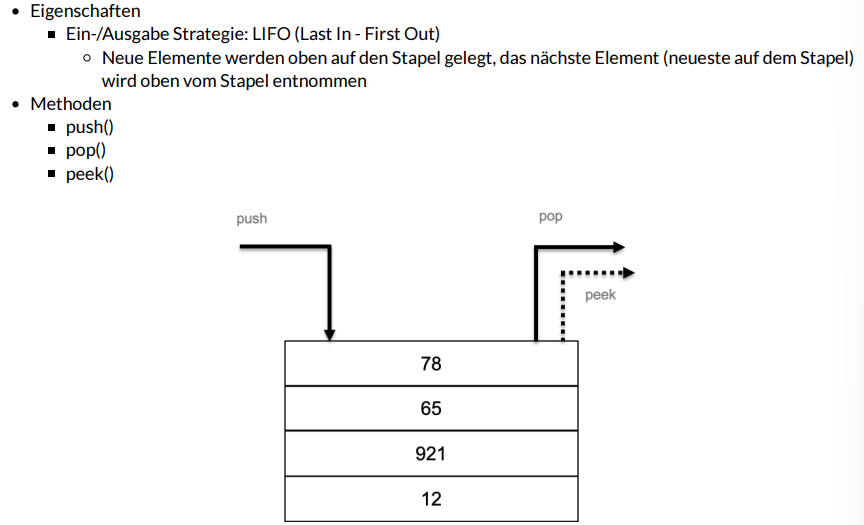 Eigenschaften
Ein-/Ausgabe Strategie: LIFO (Last In - First Out)
Neue Elemente werden oben auf den Stapel gelegt, das nächste Element (neueste auf dem Stapel)
wird oben vom Stapel entnommen
Methoden
push()
pop()
peek()
push
pop
peek
78
65
921
12